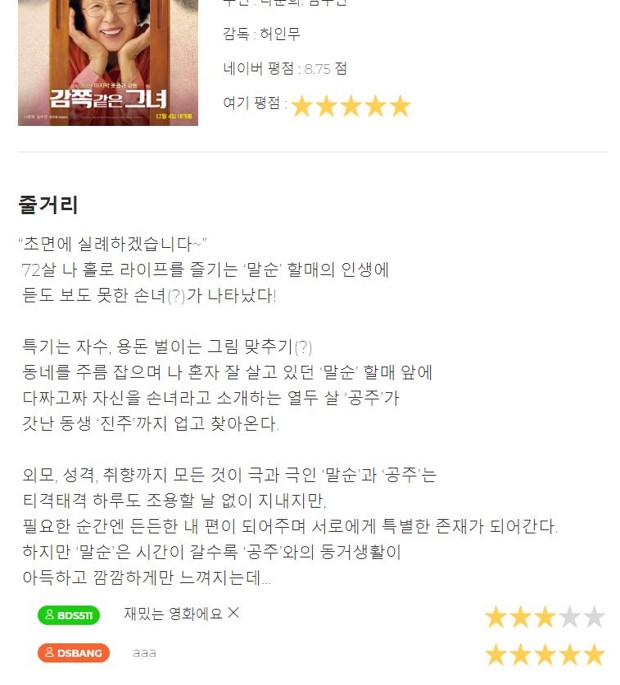 감쪽같은 그녀
12월 4일 대개봉
감독 : 허인무
네이버 평점 : 8.75 점
여기 평점 :
줄거리
“초면에 실례하겠습니다~”
72살 나 홀로 라이프를 즐기는 ‘말순’ 할매의 인생에
듣도 보도 못한 손녀(?)가 나타났다!
특기는 자수, 용돈 벌이는 그림 맞추기(?)
동네를 주름 잡으며 나 혼자 잘 살고 있던 ‘말순’ 할매 앞에
다짜고짜 자신을 손녀라고 소개하는 열두 살 ‘공주’가
갓난 동생 ‘진주’까지 업고 찾아온다.
외모, 성격, 취향까지 모든 것이 극과 극인 ‘말순’과 ‘공주’는
티격태격 하루도 조용할 날 없이 지내지만,
필요한 순간엔 든든한 내 편이 되어주며 서로에게 특별한 존재가 되어간다.
하지만 ‘말순’은 시간이 갈수록 ‘공주’와의 동거생활이
아득하고 깜깜하게만 느껴지는데...
BDS511 재밌는 영화에요 ×
DSBANG aaa